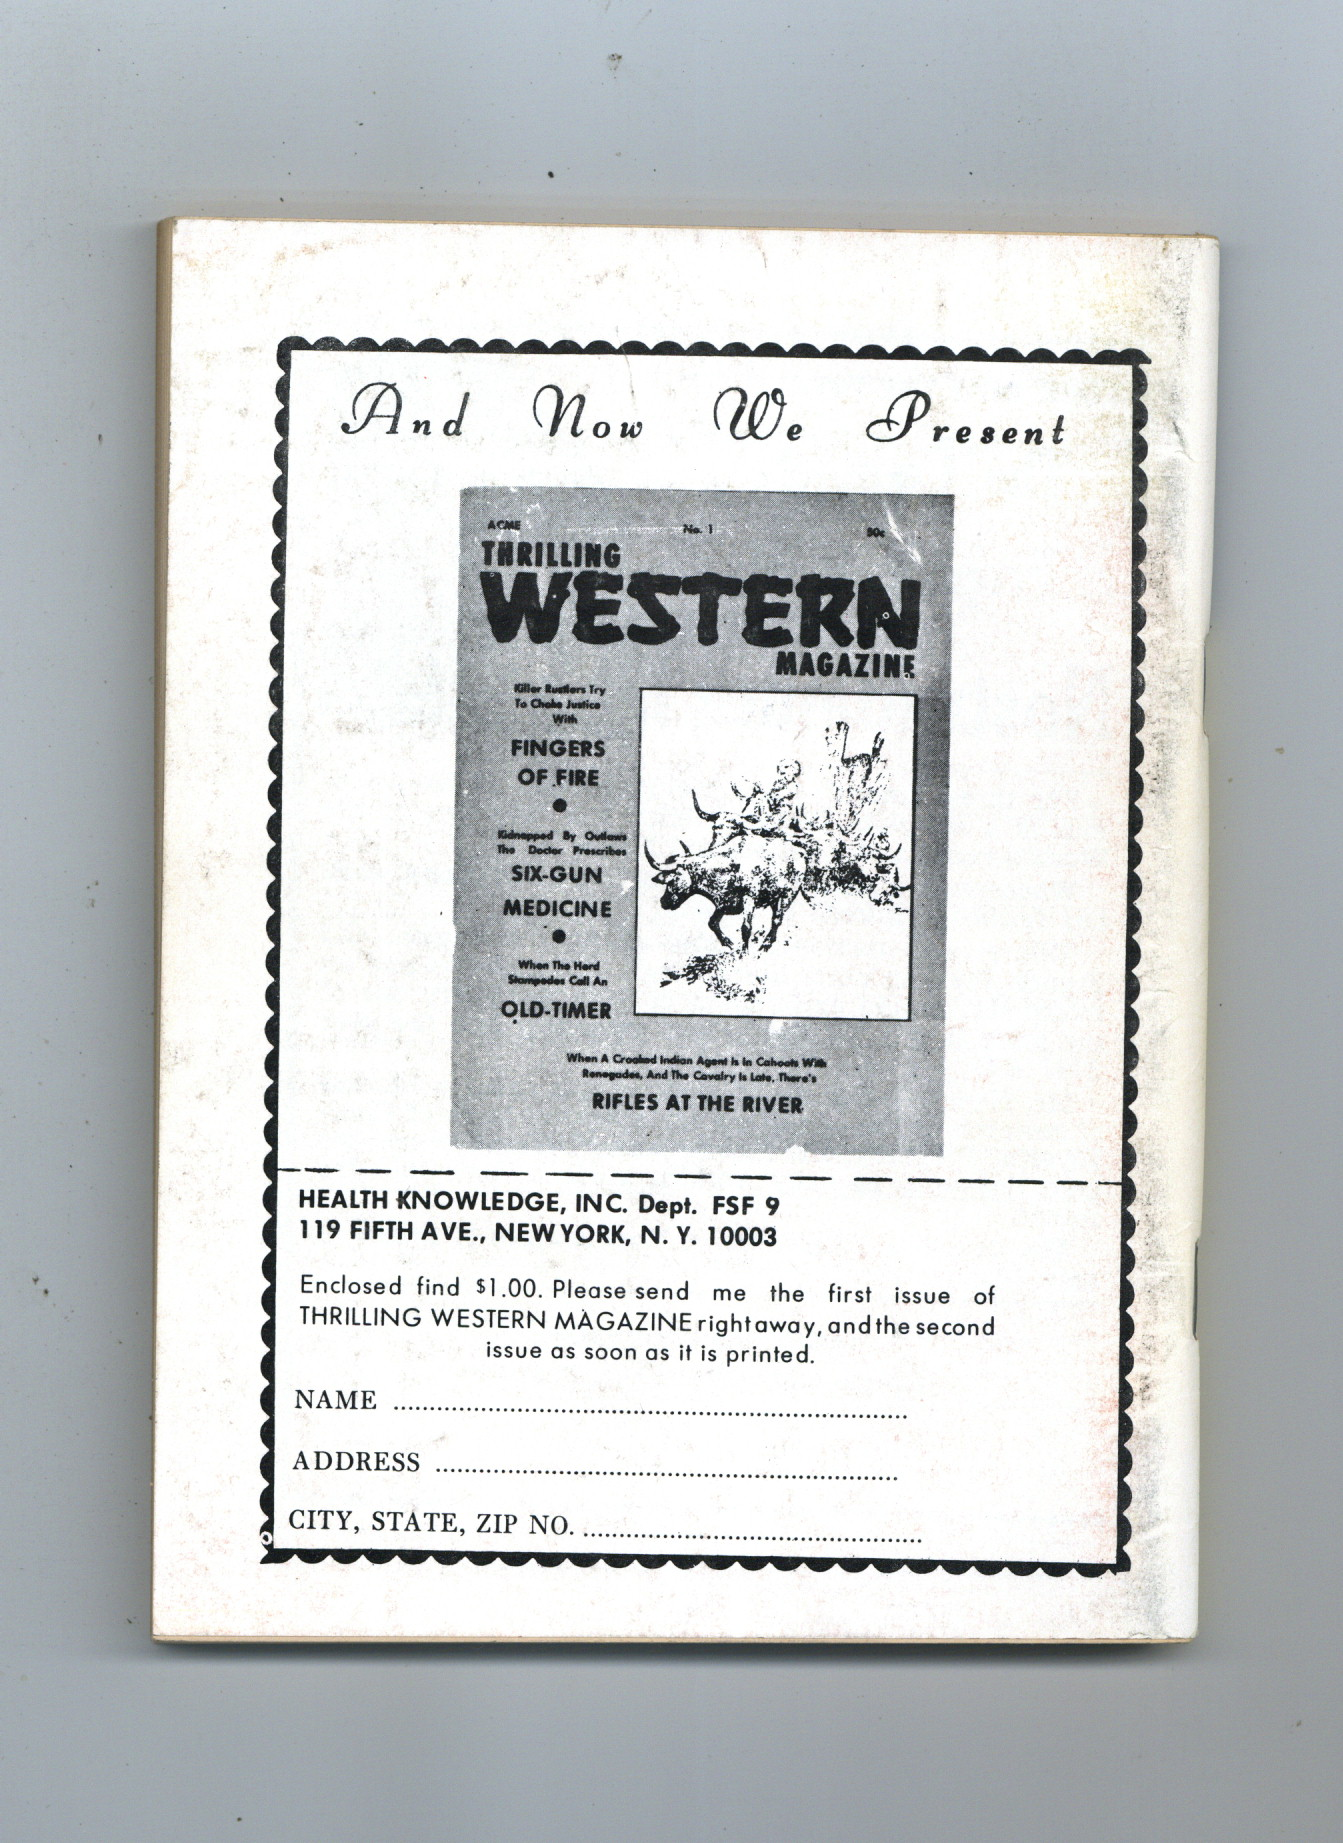 And Now We Present
ACME No. 1 50c
THRILLING
WESTERN
MAGAZINE
Killer Rustlers Try
To Choke Justice
With
FINGERS
OF FIRE
Kidnapped By Outlaws
The Doctor Prescribes
SIX-GUN
MEDICINE
When The Herd
Stampedes Call An
OLD-TIMER
When A Crooked Indian Agent Is In Cahoots With
Renegades, And The Cavalry Is Late, There's
RIFLES AT THE RIVER
HEALTH KNOWLEDGE, INC. Dept. FSF 9
119 FIFTH AVE., NEW YORK, N. Y. 10003
Enclosed find $1.00. Please send me the first issue of
THRILLING WESTERN MAGAZINE right away, and the second
issue as soon as it is printed.
NAME
ADDRESS
CITY, STATE, ZIP NO.